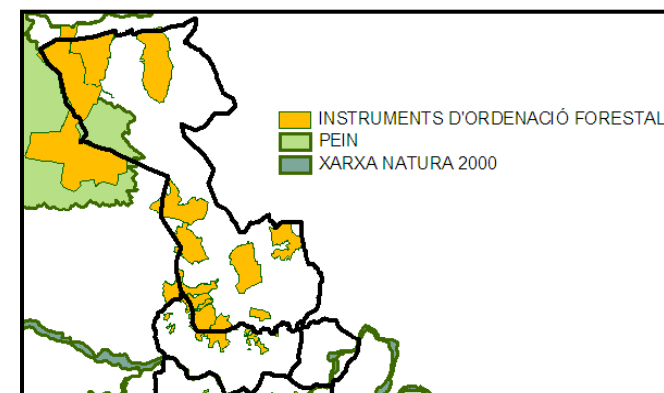 INSTRUMENTS D'ORDENACIÓ FORESTAL
PEIN
XARXA NATURA 2000